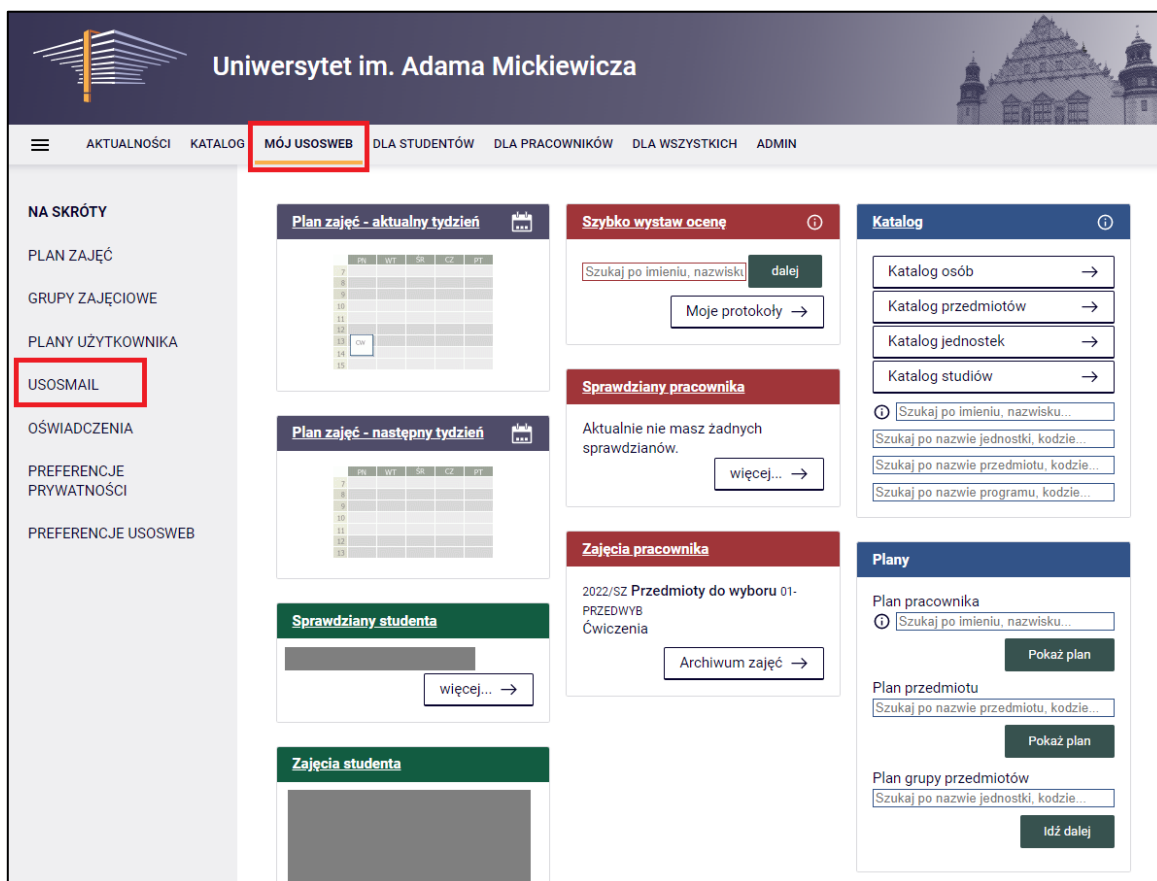 Uniwersytet im. Adama Mickiewicza
AKTUALNOŚCI KATALOG MÓJ USOSWEB DLA STUDENTÓW DLA PRACOWNIKÓW DLA WSZYSTKICH ADMIN
NA SKRÓTY
PLAN ZAJĘĆ
GRUPY ZAJĘCIOWE
PLANY UŻYTKOWNIKA
USOSMAIL
OŚWIADCZENIA
PREFERENCJE
PRYWATNOŚCI
PREFERENCJE USOSWEB
Plan zajęć - aktualny tydzień
PN WT ŚR CZ PT
7
8
9
10
11
12
13 CW
14
15
Plan zajęć - następny tydzień
PN WT ŚR CZ PT
7
8
9
10
11
12
13
Sprawdziany studenta
więcej... →
Zajęcia studenta
Szybko wystaw ocenę
Szukaj po imieniu, nazwisku
dalej
Moje protokoły →
Sprawdziany pracownika
Aktualnie nie masz żadnych
sprawdzianów.
więcej... →
Zajęcia pracownika
2022/SZ Przedmioty do wyboru 01-
PRZEDWYB
Ćwiczenia
Archiwum zajęć →
Katalog
Katalog osób →
Katalog przedmiotów →
Katalog jednostek →
Katalog studiów →
Szukaj po imieniu, nazwisku...
Szukaj po nazwie jednostki, kodzie...
Szukaj po nazwie przedmiotu, kodzie...
Szukaj po nazwie programu, kodzie...
Plany
Plan pracownika
Szukaj po imieniu, nazwisku...
Pokaż plan
Plan przedmiotu
Szukaj po nazwie przedmiotu, kodzie...
Pokaż plan
Plan grupy przedmiotów
Szukaj po nazwie jednostki, kodzie...
Idź dalej